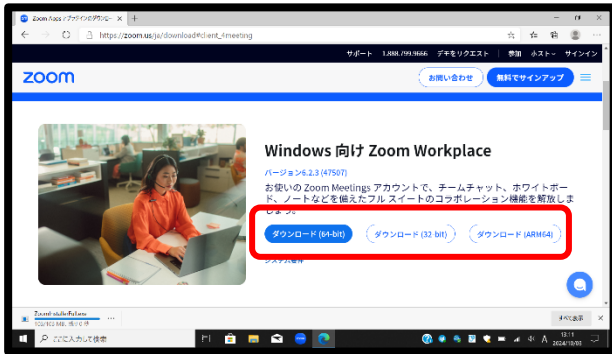 Zoom Apps
https://zoom.us/ja/download#client_4meeting
サポート 1.888.799.9666 デモをリクエスト 参加 ホスト サインイン
zoom
お問い合わせ
無料でサインアップ
Windows 向け Zoom Workplace
バージョン6.2.3 (47507)
お使いの Zoom Meetings アカウントで、チームチャット、ホワイトボー
ド、ノートなどを備えたフル スイートのコラボレーション機能を解放しま
しょう。
ダウンロード (64-bit)
ダウンロード (32-bit)
ダウンロード (ARM64)
システム要件
すべて表示
ここに入力して検索
A
13:11